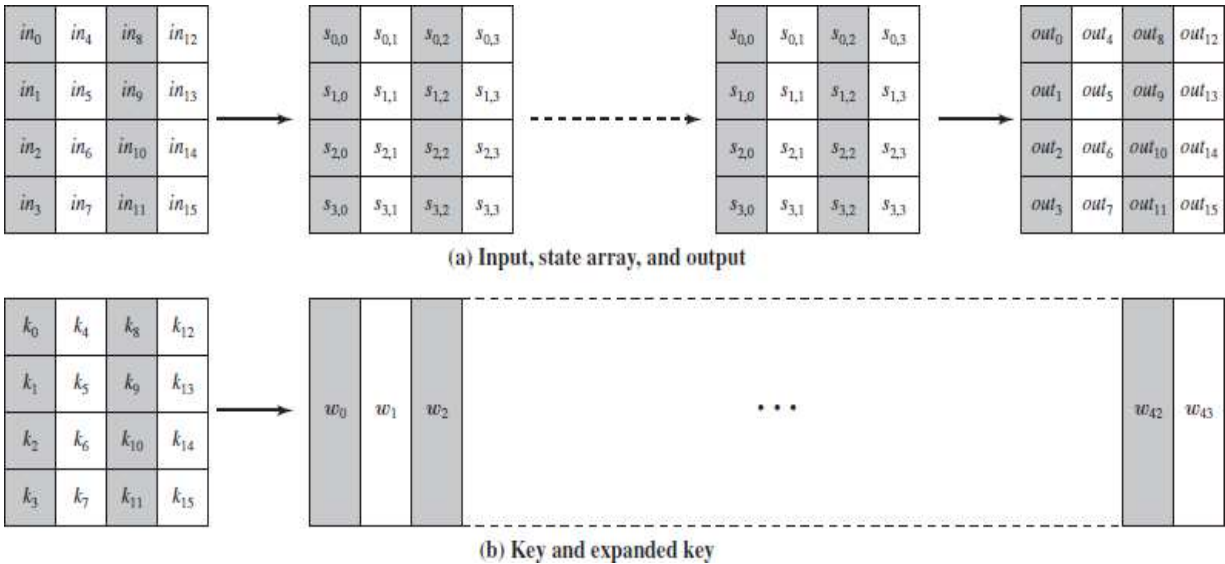 in₀ in₄ in₈ in₁₂ s₀,₀ s₀,₁ s₀,₂ s₀,₃ s₀,₀ s₀,₁ s₀,₂ s₀,₃ out₀ out₄ out₈ out₁₂
in₁ in₅ in₉ in₁₃ s₁,₀ s₁,₁ s₁,₂ s₁,₃ s₁,₀ s₁,₁ s₁,₂ s₁,₃ out₁ out₅ out₉ out₁₃
in₂ in₆ in₁₀ in₁₄ s₂,₀ s₂,₁ s₂,₂ s₂,₃ s₂,₀ s₂,₁ s₂,₂ s₂,₃ out₂ out₆ out₁₀ out₁₄
in₃ in₇ in₁₁ in₁₅ s₃,₀ s₃,₁ s₃,₂ s₃,₃ s₃,₀ s₃,₁ s₃,₂ s₃,₃ out₃ out₇ out₁₁ out₁₅
(a) Input, state array, and output
k₀ k₄ k₈ k₁₂
k₁ k₅ k₉ k₁₃
w₀ w₁ w₂ • • • w₄₂ w₄₃
k₂ k₆ k₁₀ k₁₄
k₃ k₇ k₁₁ k₁₅
(b) Key and expanded key